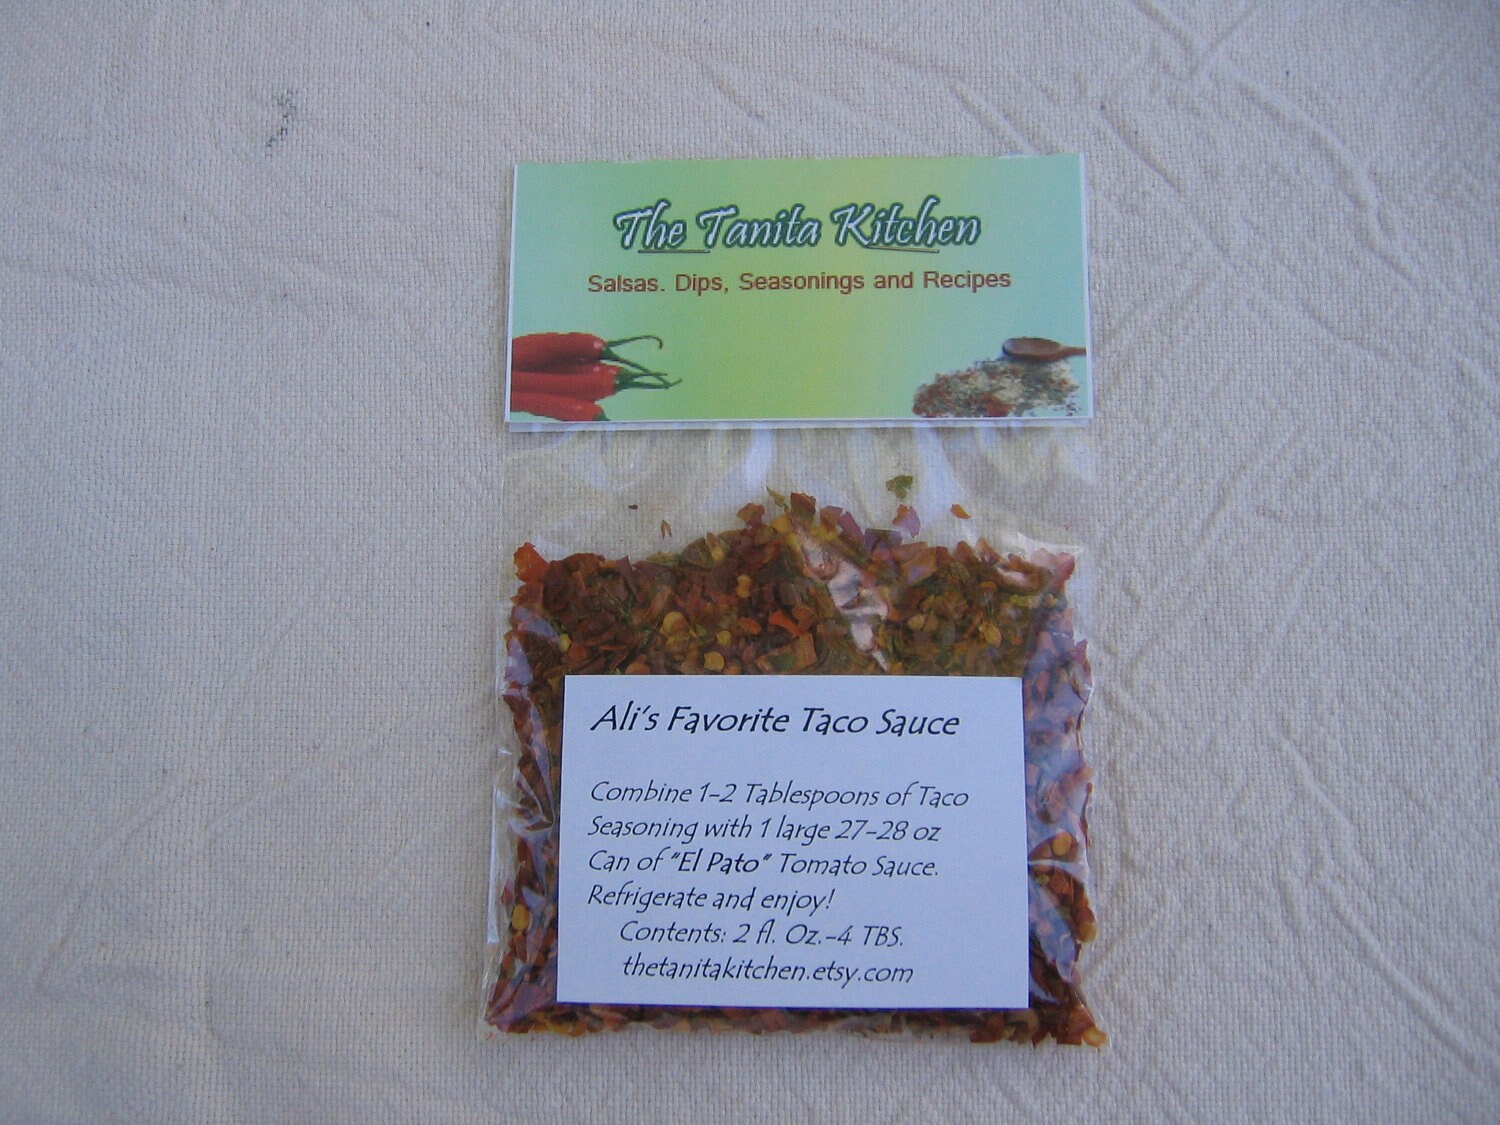 The Tanita Kitchen
Salsas. Dips, Seasonings and Recipes
Ali's Favorite Taco Sauce
Combine 1-2 Tablespoons of Taco
Seasoning with 1 large 27-28 oz
Can of "El Pato" Tomato Sauce.
Refrigerate and enjoy!
Contents: 2 fl. Oz.-4 TBS.
thetanitakitchen.etsy.com